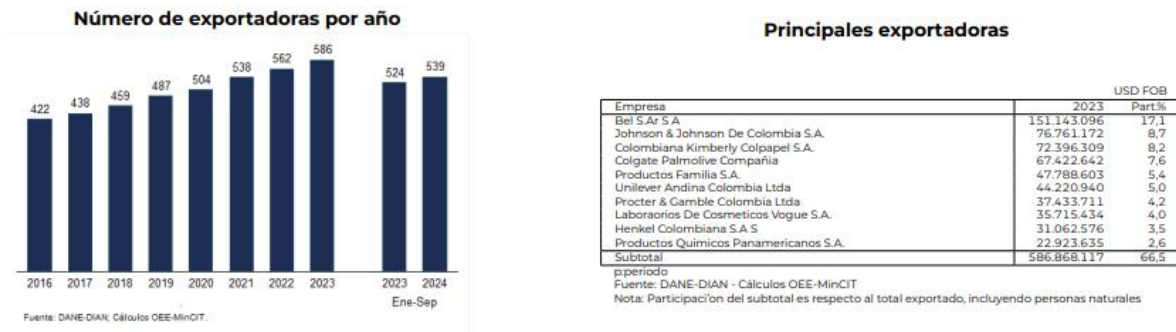 Número de exportadoras por año
422 438 459 487 504 538 562 586 524 539
2016 2017 2018 2019 2020 2021 2022 2023 2023 2024
Ene-Sep
Fuente: DANE-DIAN; Cálculos OEE-MinCIT.
Principales exportadoras
USD FOB
Empresa 2023 Part.%
Bel S.Ar S A 151.143.096 17,1
Johnson & Johnson De Colombia S.A. 76.761.172 8,7
Colombiana Kimberly Colpapel S.A. 72.396.309 8,2
Colgate Palmolive Compañia 67.422.642 7,6
Productos Familia S.A. 47.788.603 5,4
Unilever Andina Colombia Ltda 44.220.940 5,0
Procter & Gamble Colombia Ltda 37.433.711 4,2
Laboraorios De Cosmeticos Vogue S.A. 35.715.434 4,0
Henkel Colombiana S.A S 31.062.576 3,5
Productos Quimicos Panamericanos S.A. 22.923.635 2,6
Subtotal 586.868.117 66,5
p:periodo
Fuente: DANE-DIAN - Cálculos OEE-MinCIT
Nota: Participaci'on del subtotal es respecto al total exportado, incluyendo personas naturales